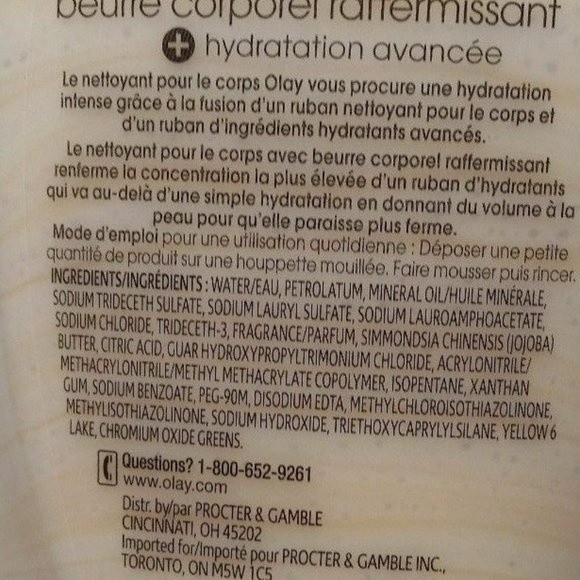 beurre corporel raffermissant
+ hydratation avancée
Le nettoyant pour le corps Olay vous procure une hydratation
intense grâce à la fusion d'un ruban nettoyant pour le corps et
d'un ruban d'ingrédients hydratants avancés.
Le nettoyant pour le corps avec beurre corporel raffermissant
renferme la concentration la plus élevée d'un ruban d'hydratants
qui va au-delà d'une simple hydratation en donnant du volume à la
peau pour qu'elle paraisse plus ferme.
Mode d'emploi pour une utilisation quotidienne : Déposer une petite
quantité de produit sur une houppette mouillée. Faire mousser puis rincer.
INGREDIENTS/INGRÉDIENTS : WATER/EAU, PETROLATUM, MINERAL OIL/HUILE MINÉRALE,
SODIUM TRIDECETH SULFATE, SODIUM LAURYL SULFATE, SODIUM LAUROAMPHOACETATE,
SODIUM CHLORIDE, TRIDECETH-3, FRAGRANCE/PARFUM, SIMMONDSIA CHINENSIS (JOJOBA)
BUTTER, CITRIC ACID, GUAR HYDROXYPROPYLTRIMONIUM CHLORIDE, ACRYLONITRILE/
METHACRYLONITRILE/METHYL METHACRYLATE COPOLYMER, ISOPENTANE, XANTHAN
GUM, SODIUM BENZOATE, PEG-90M, DISODIUM EDTA, METHYLCHLOROISOTHIAZOLINONE,
METHYLISOTHIAZOLINONE, SODIUM HYDROXIDE, TRIETHOXYCAPRYLYLSILANE, YELLOW 6
LAKE, CHROMIUM OXIDE GREENS.
Questions? 1-800-652-9261
www.olay.com
Distr. by/par PROCTER & GAMBLE
CINCINNATI, OH 45202
Imported for/Importé pour PROCTER & GAMBLE INC.,
TORONTO, ON M5W 1C5